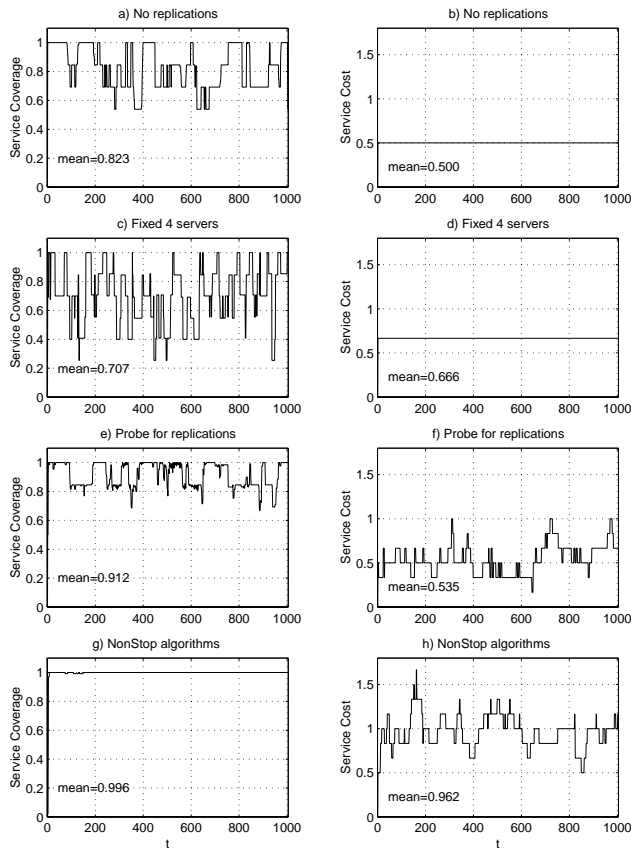 a) No replications
1
0.8
0.6
0.4
0.2
0
Service Coverage
mean=0.823
0 200 400 600 800 1000
b) No replications
1.5
1
0.5
0
Service Cost
mean=0.500
0 200 400 600 800 1000
c) Fixed 4 servers
1
0.8
0.6
0.4
0.2
0
Service Coverage
mean=0.707
0 200 400 600 800 1000
d) Fixed 4 servers
1.5
1
0.5
0
Service Cost
mean=0.666
0 200 400 600 800 1000
e) Probe for replications
1
0.8
0.6
0.4
0.2
0
Service Coverage
mean=0.912
0 200 400 600 800 1000
f) Probe for replications
1.5
1
0.5
0
Service Cost
mean=0.535
0 200 400 600 800 1000
g) NonStop algorithms
1
0.8
0.6
0.4
0.2
0
Service Coverage
mean=0.996
0 200 400 600 800 1000
t
h) NonStop algorithms
1.5
1
0.5
0
Service Cost
mean=0.962
0 200 400 600 800 1000
t